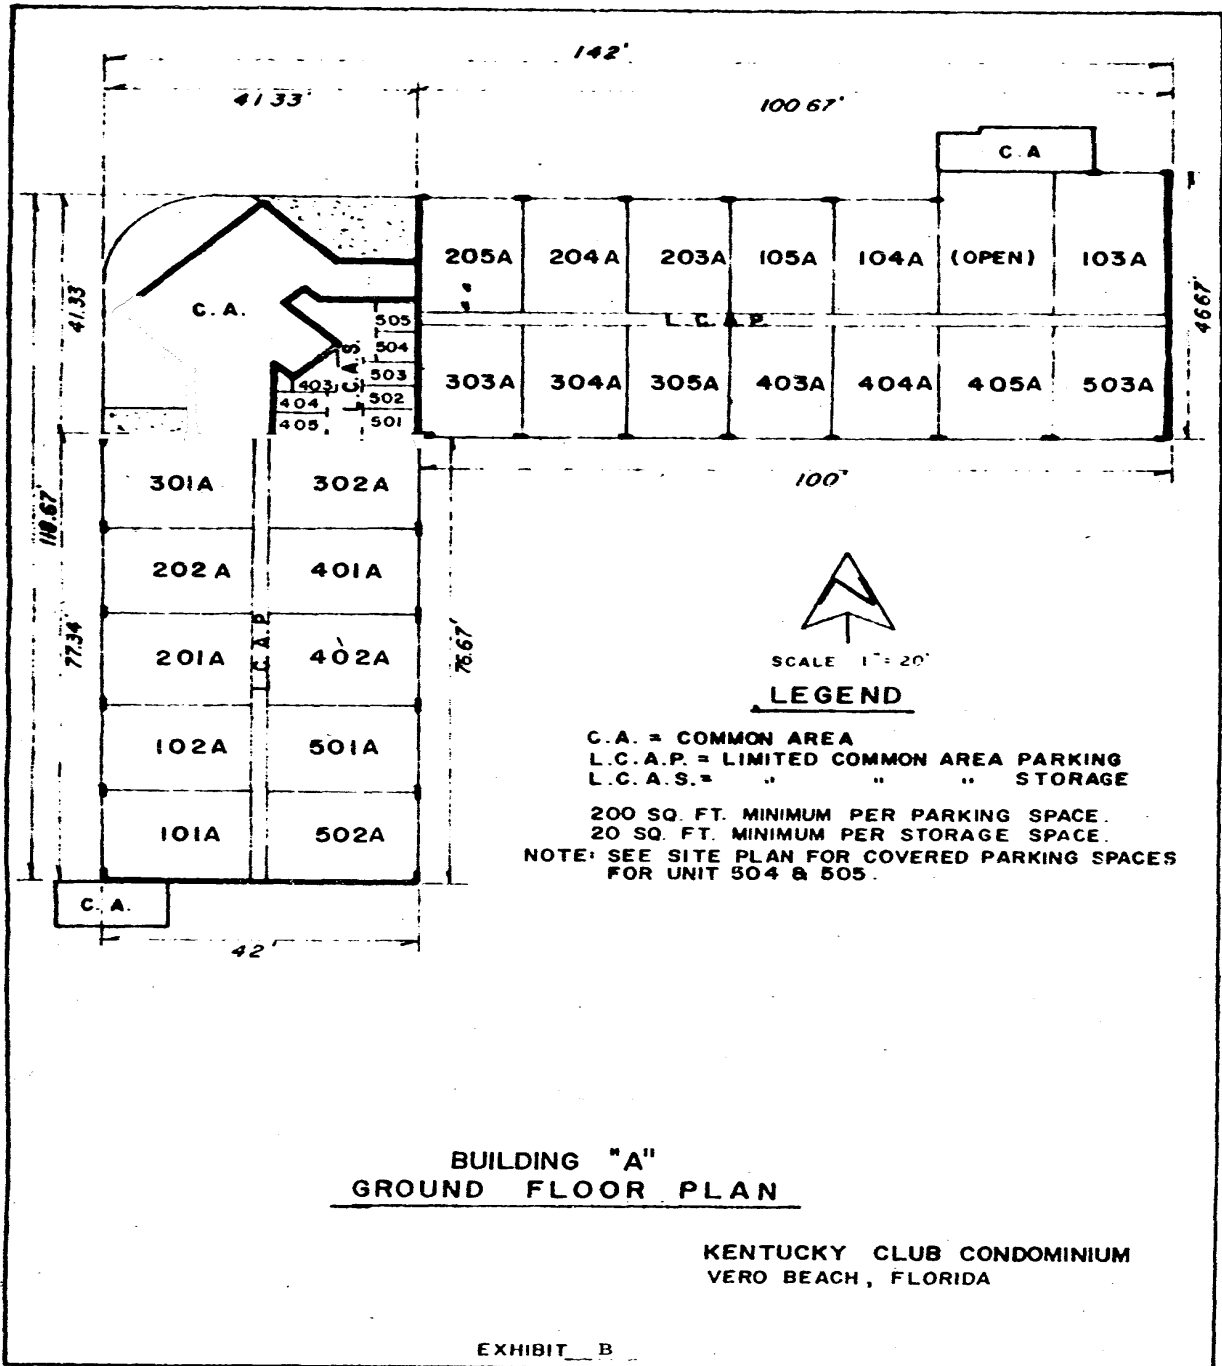 142'
41.33'
100.67'
C.A
205A 204A 203A 105A 104A (OPEN) 103A
C.A.
41.33'
46.67'
505
L.C.A.P.
504
L.C.A.S.
503
403
502
404
501
405
303A 304A 305A 403A 404A 405A 503A
100'
301A 302A
118.67'
202A 401A
77.34'
L.C.A.P.
201A 402A
76.67'
102A 501A
101A 502A
C.A.
42'
N
SCALE 1"=20'
LEGEND
C.A. = COMMON AREA
L.C.A.P. = LIMITED COMMON AREA PARKING
L.C.A.S. = " " " STORAGE
200 SQ. FT. MINIMUM PER PARKING SPACE.
20 SQ. FT. MINIMUM PER STORAGE SPACE.
NOTE: SEE SITE PLAN FOR COVERED PARKING SPACES
FOR UNIT 504 & 505.
BUILDING "A"
GROUND FLOOR PLAN
KENTUCKY CLUB CONDOMINIUM
VERO BEACH, FLORIDA
EXHIBIT B